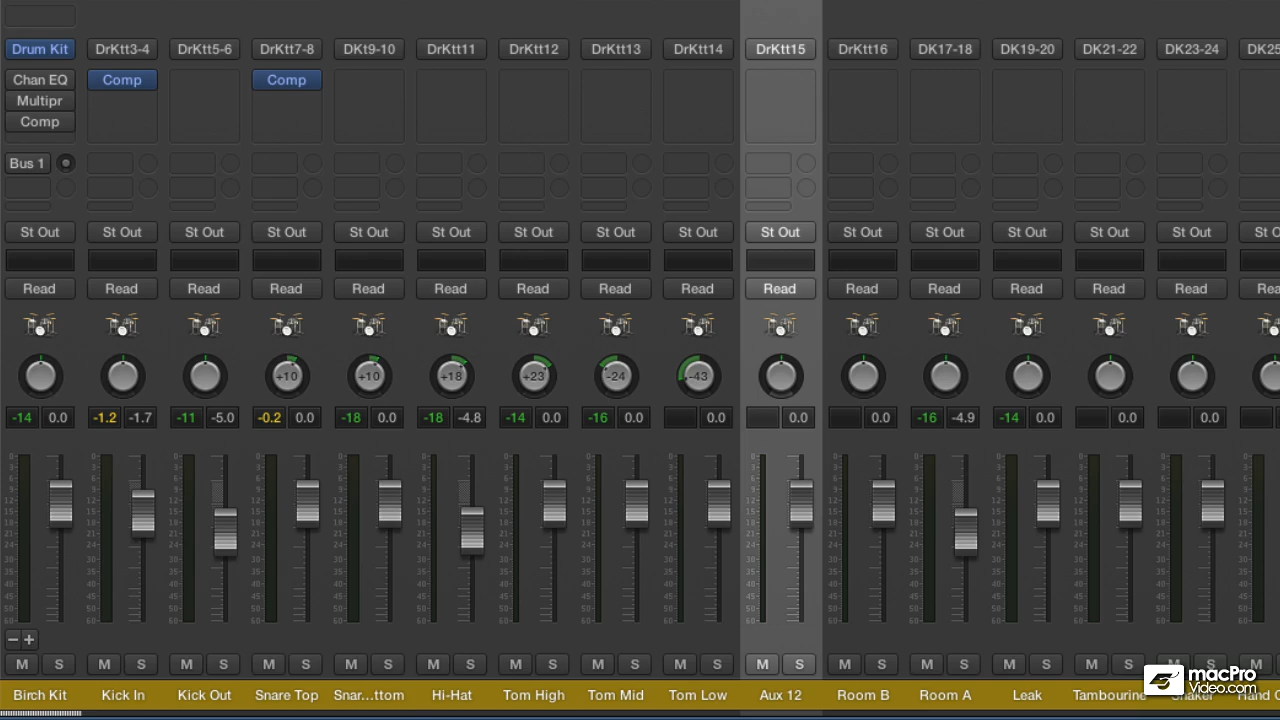 Drum Kit DrKtt3-4 DrKtt5-6 DrKtt7-8 DKt9-10 DrKtt11 DrKtt12 DrKtt13 DrKtt14 DrKtt15 DrKtt16 DK17-18 DK19-20 DK21-22 DK23-24 DK25
Chan EQ Comp Comp
Multipr
Comp
Bus 1
St Out St Out St Out St Out St Out St Out St Out St Out St Out St Out St Out St Out St Out St Out St Out St O
Read Read Read Read Read Read Read Read Read Read Read Read Read Read Read Rea
+10 +10 +18 +23 -24 -43
-14 0.0 -1.2 -1.7 -11 -5.0 -0.2 0.0 -18 0.0 -18 -4.8 -14 0.0 -16 0.0 0.0 0.0 0.0 -16 -4.9 -14 0.0 0.0 0.0
M S M S M S M S M S M S M S M S M S M S M S M S M S M S M S M
Birch Kit Kick In Kick Out Snare Top Snar...ttom Hi-Hat Tom High Tom Mid Tom Low Aux 12 Room B Room A Leak Tambourine Shaker Hand C
macPro
Video.com